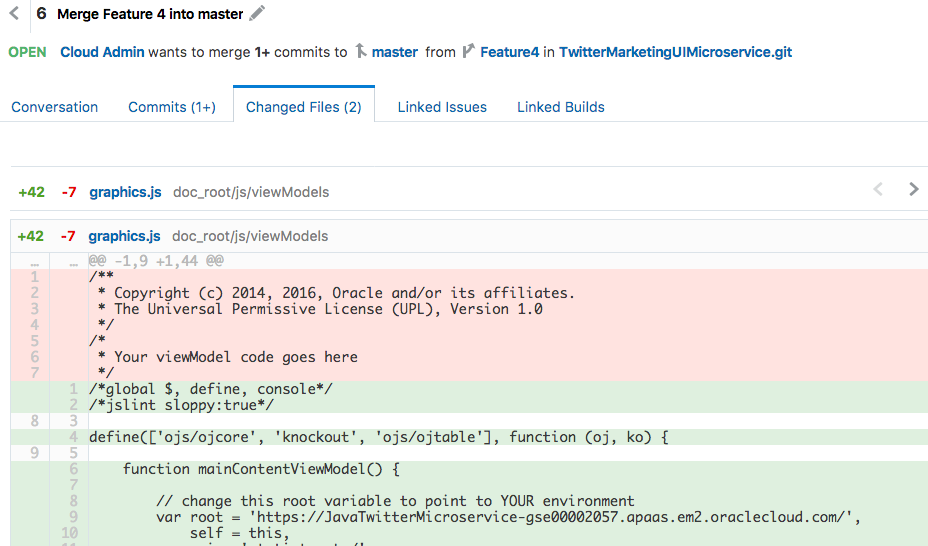 6 Merge Feature 4 into master
OPEN Cloud Admin wants to merge 1+ commits to master from Feature4 in TwitterMarketingUIMicroservice.git
Conversation Commits (1+) Changed Files (2) Linked Issues Linked Builds
+42 -7 graphics.js doc_root/js/viewModels
+42 -7 graphics.js doc_root/js/viewModels
... ... @@ -1,9 +1,44 @@
1 /**
2 * Copyright (c) 2014, 2016, Oracle and/or its affiliates.
3 * The Universal Permissive License (UPL), Version 1.0
4 */
5 /*
6 * Your viewModel code goes here
7 */
1 /*global $, define, console*/
2 /*jslint sloppy:true*/
8 3
4 define(['ojs/ojcore', 'knockout', 'ojs/ojtable'], function (oj, ko) {
9 5
6 function mainContentViewModel() {
7
8 // change this root variable to point to YOUR environment
9 var root = 'https://JavaTwitterMicroservice-gse00002057.apaas.em2.oraclecloud.com/',
10 self = this,